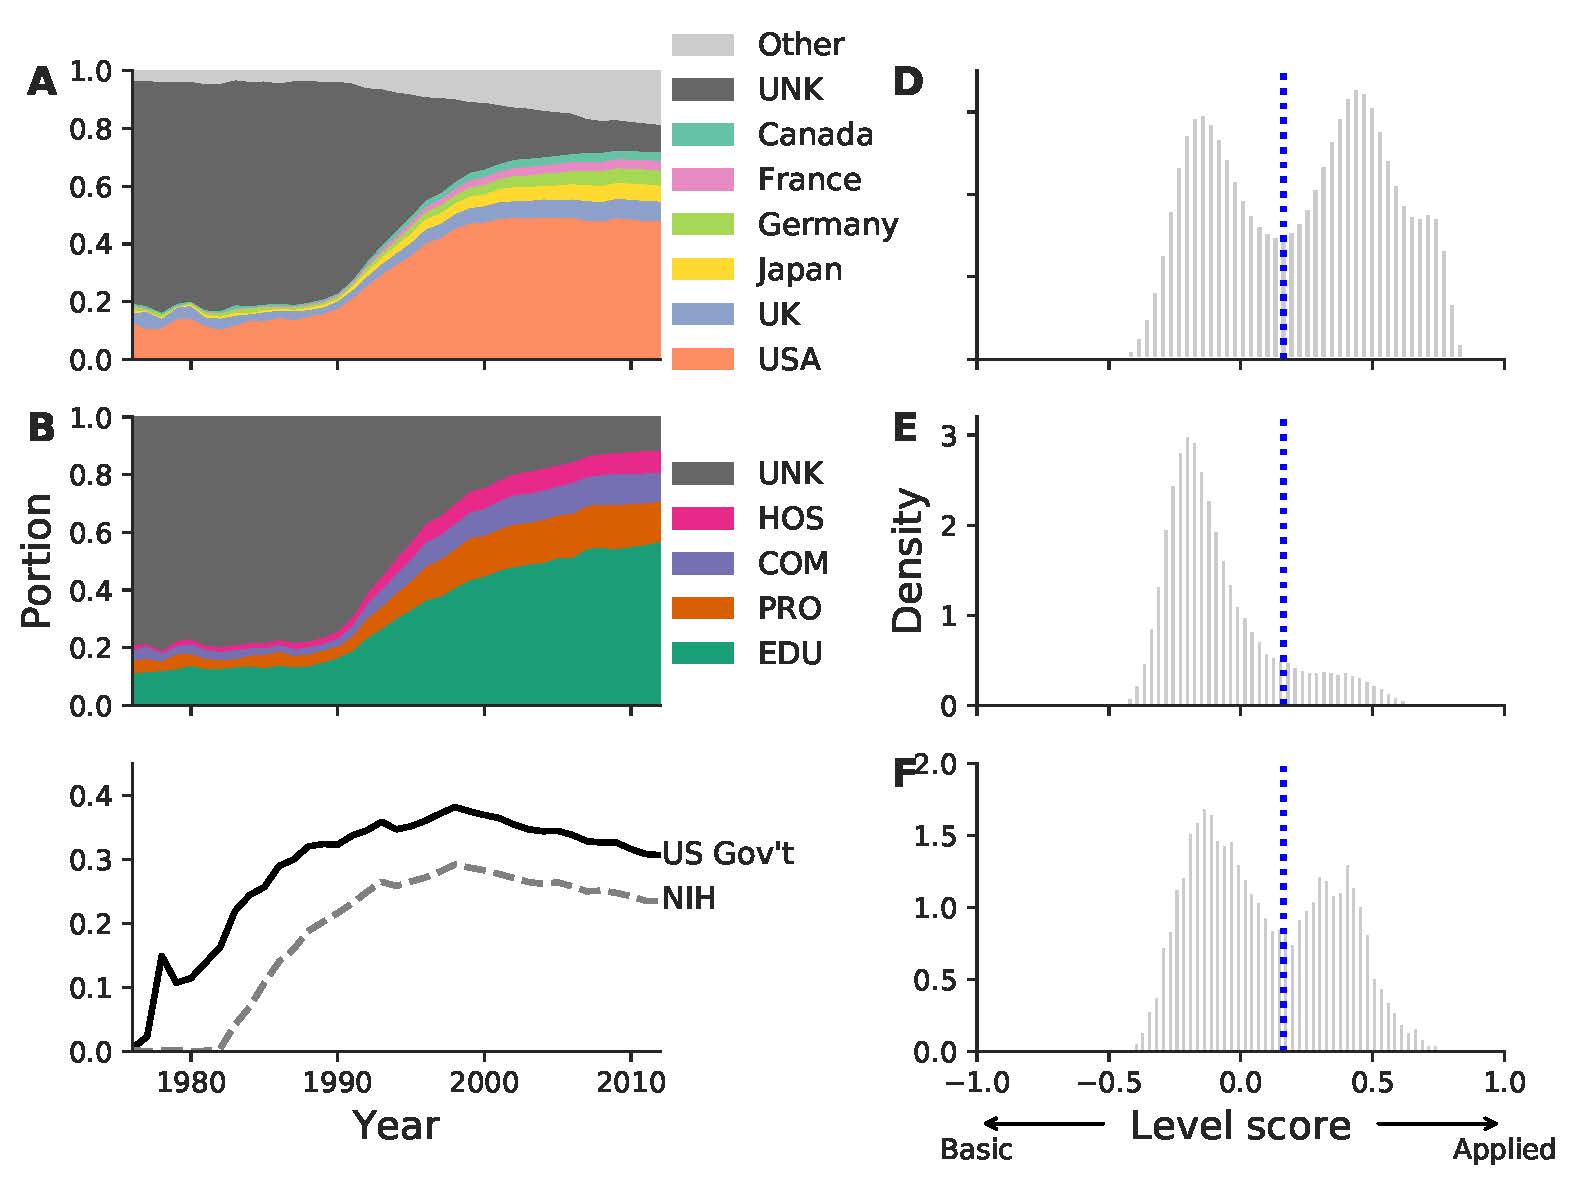 A
1.0
0.8
0.6
0.4
0.2
0.0
Other
UNK
Canada
France
Germany
Japan
UK
USA
B
Portion
1.0
0.8
0.6
0.4
0.2
0.0
UNK
HOS
COM
PRO
EDU
0.4
0.3
0.2
0.1
0.0
US Gov't
NIH
1980 1990 2000 2010
Year
D
E
Density
3
2
1
0
F
2.0
1.5
1.0
0.5
0.0
−1.0 −0.5 0.0 0.5 1.0
Level score
Basic
Applied